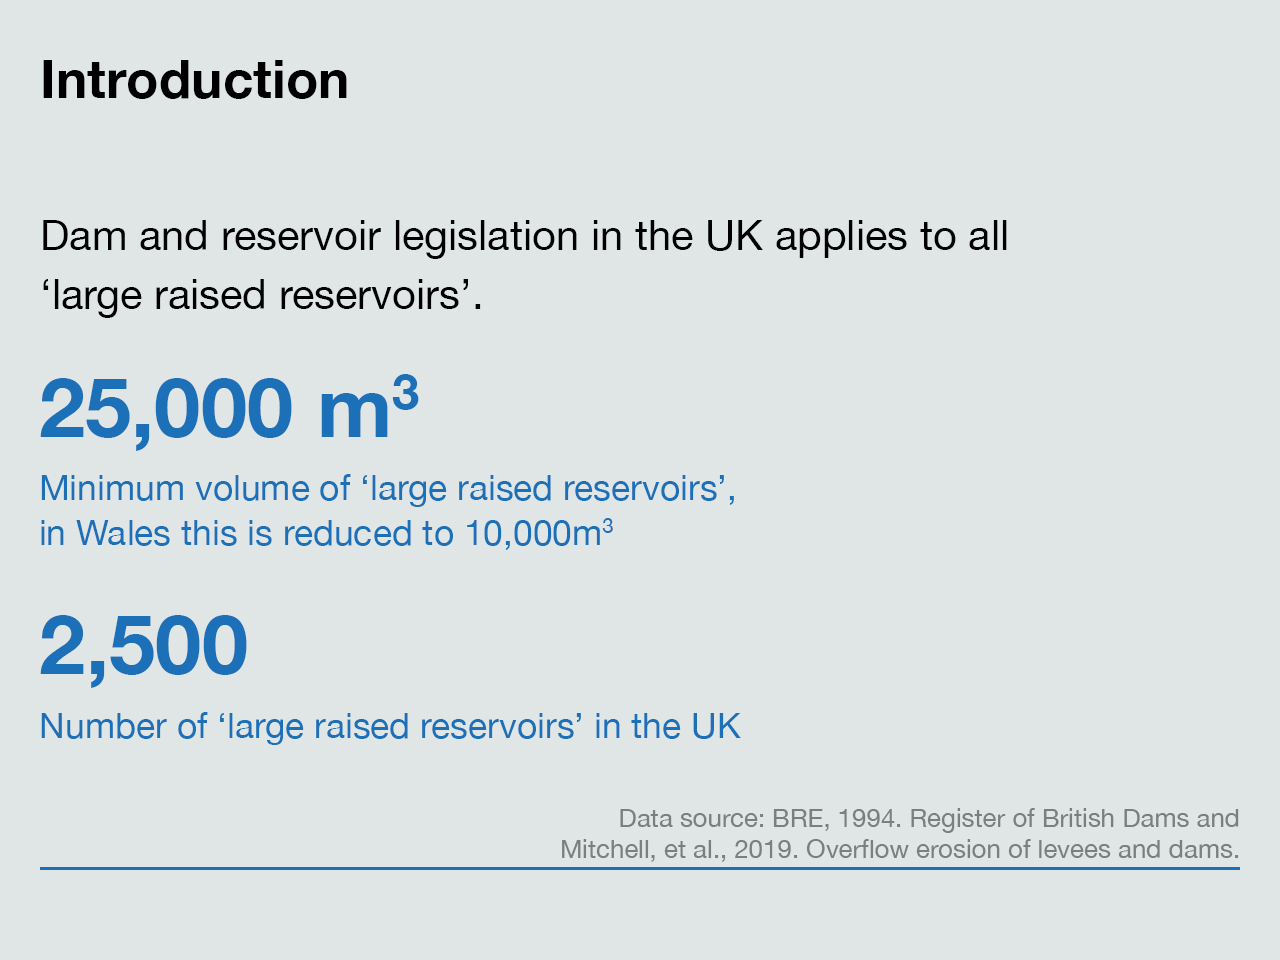 Introduction
Dam and reservoir legislation in the UK applies to all
‘large raised reservoirs’.
25,000 m³
Minimum volume of ‘large raised reservoirs’,
in Wales this is reduced to 10,000m³
2,500
Number of ‘large raised reservoirs’ in the UK
Data source: BRE, 1994. Register of British Dams and
Mitchell, et al., 2019. Overflow erosion of levees and dams.